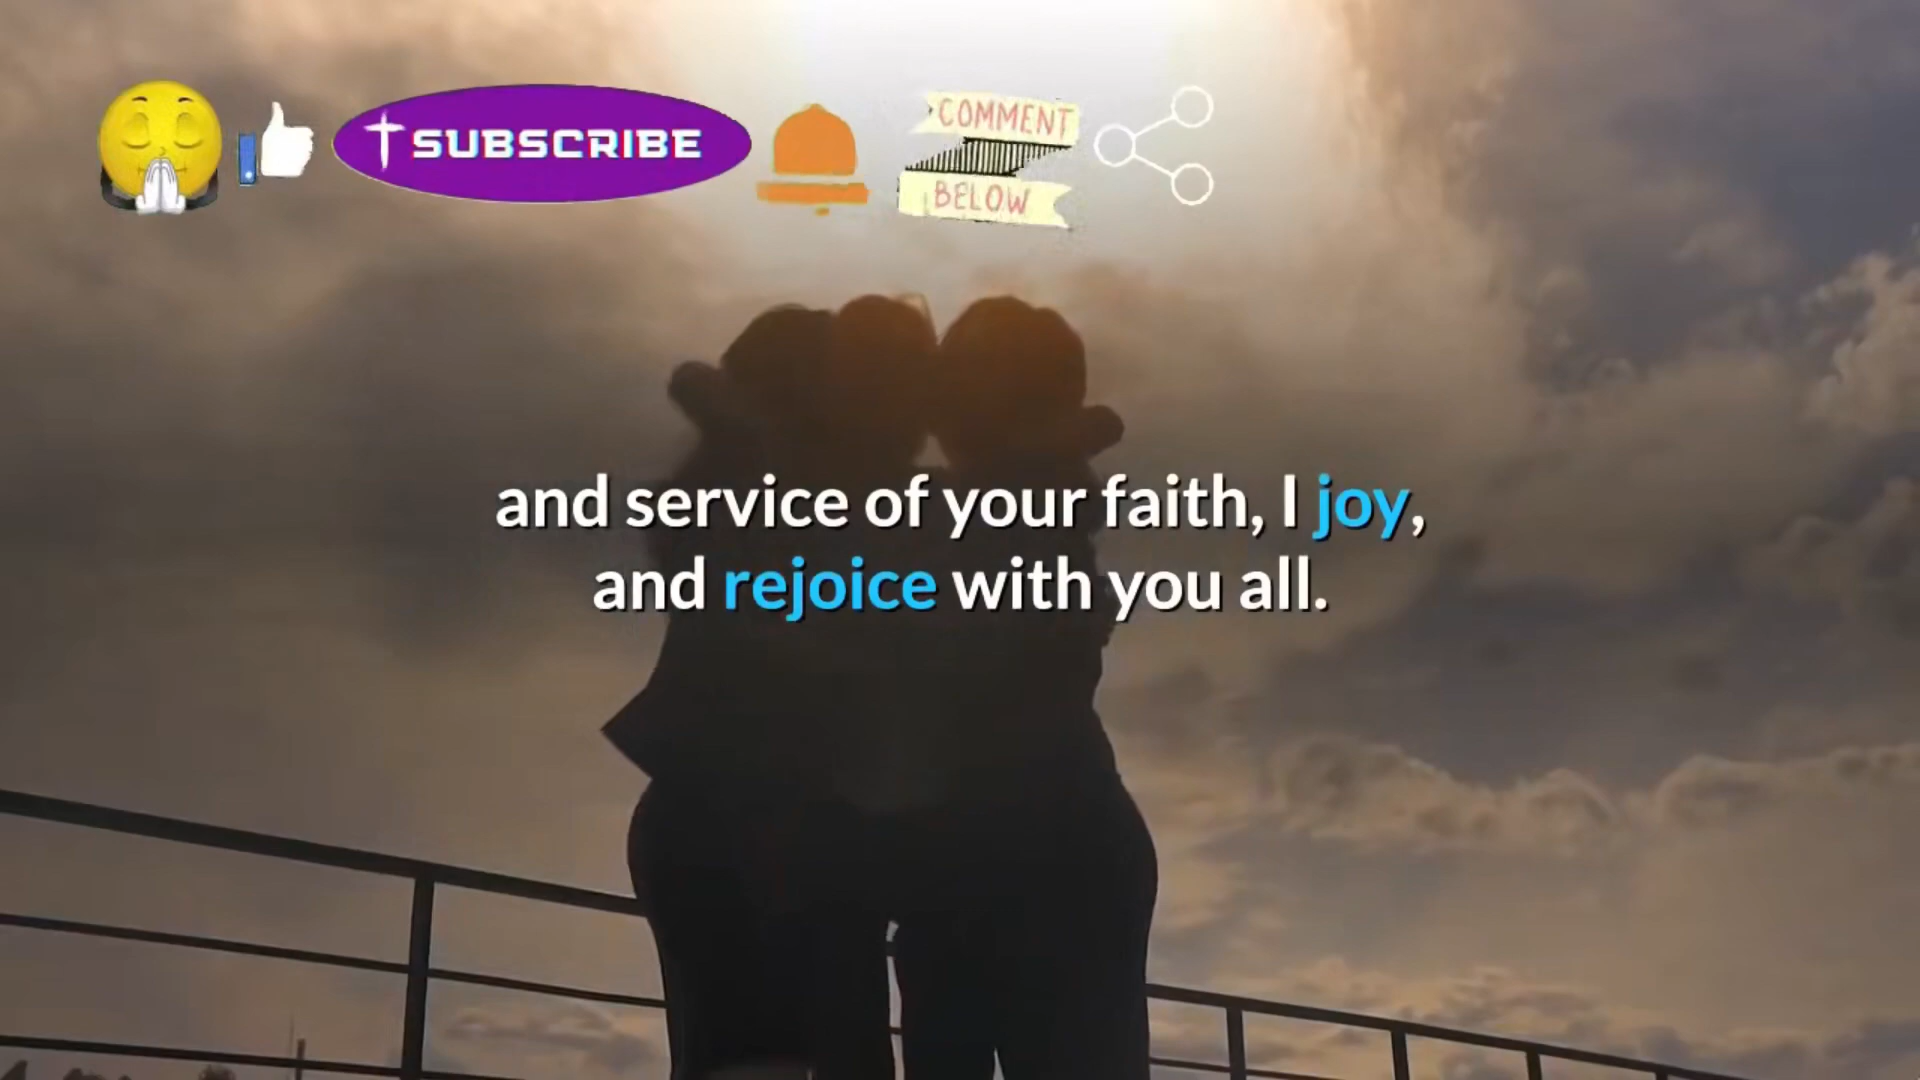 SUBSCRIBE
COMMENT
BELOW
and service of your faith, I joy,
and rejoice with you all.